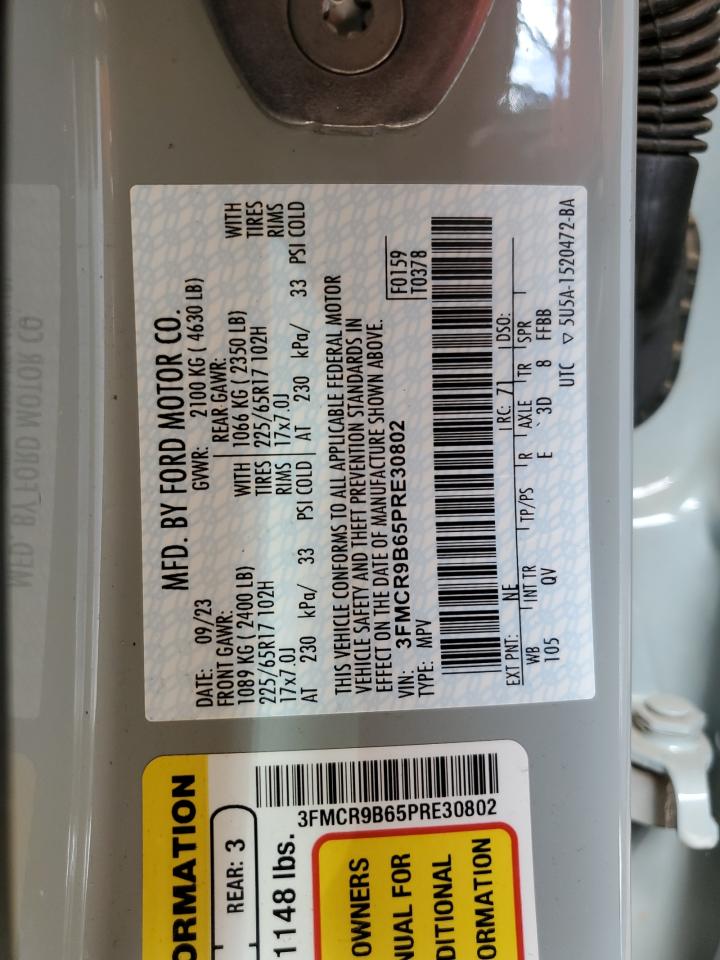 MFD. BY FORD MOTOR CO.
DATE: 09/23 GVWR: 2100 KG ( 4630 LB)
FRONT GAWR: REAR GAWR:
1089 KG ( 2400 LB) WITH 1066 KG ( 2350 LB) WITH
225/65R17 102H TIRES 225/65R17 102H TIRES
17x7.0J RIMS 17x7.0J RIMS
AT 230 kPa/ 33 PSI COLD AT 230 kPa/ 33 PSI COLD
THIS VEHICLE CONFORMS TO ALL APPLICABLE FEDERAL MOTOR
VEHICLE SAFETY AND THEFT PREVENTION STANDARDS IN
EFFECT ON THE DATE OF MANUFACTURE SHOWN ABOVE.
VIN: 3FMCR9B65PRE30802
TYPE: MPV
F0159
T0378
EXT PNT: NE RC: 71 DSO:
WB INT TR TP/PS R AXLE TR SPR
105 QV E 3D 8 FFBB
UTC ▽ 5U5A-1520472-BA
ORMATION
REAR: 3
1148 lbs.
3FMCR9B65PRE30802
OWNERS
NUAL FOR
DITIONAL
ORMATION